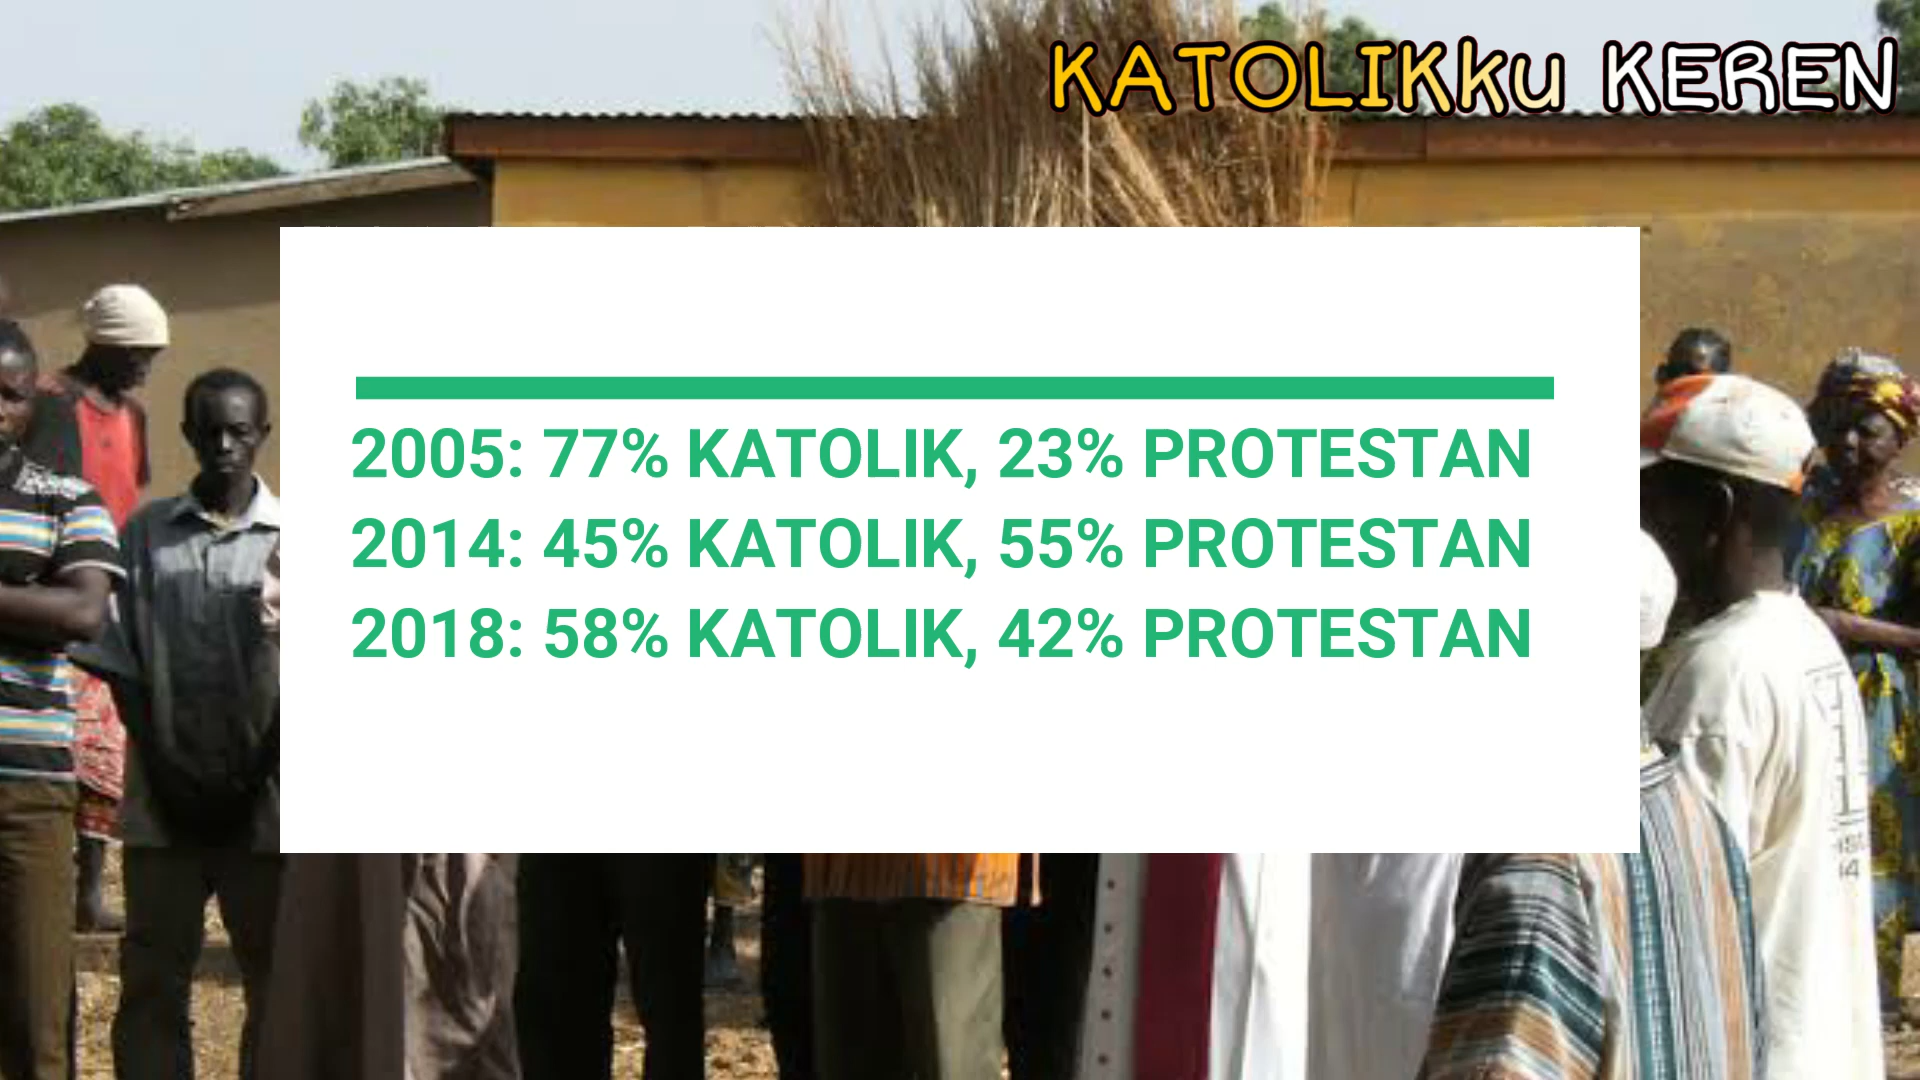 KATOLIKku KEREN
2005: 77% KATOLIK, 23% PROTESTAN
2014: 45% KATOLIK, 55% PROTESTAN
2018: 58% KATOLIK, 42% PROTESTAN